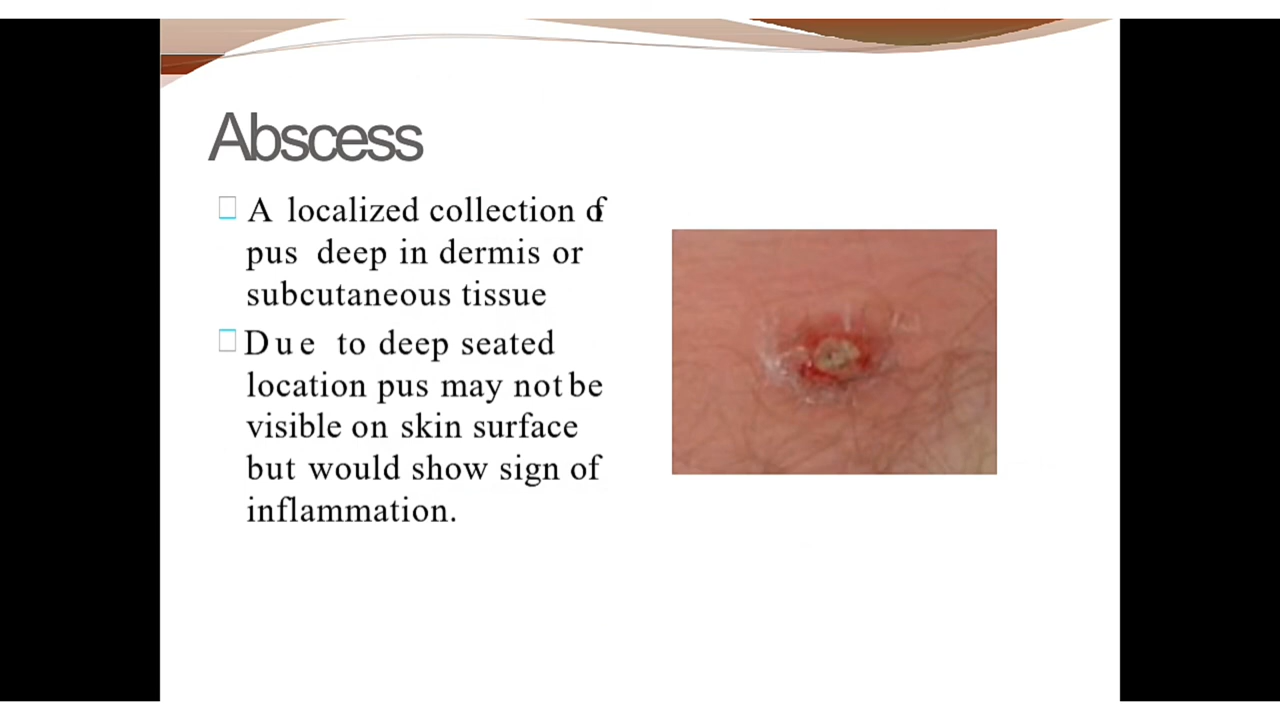 Abscess
A localized collection of
pus deep in dermis or
subcutaneous tissue
Due to deep seated
location pus may not be
visible on skin surface
but would show sign of
inflammation.